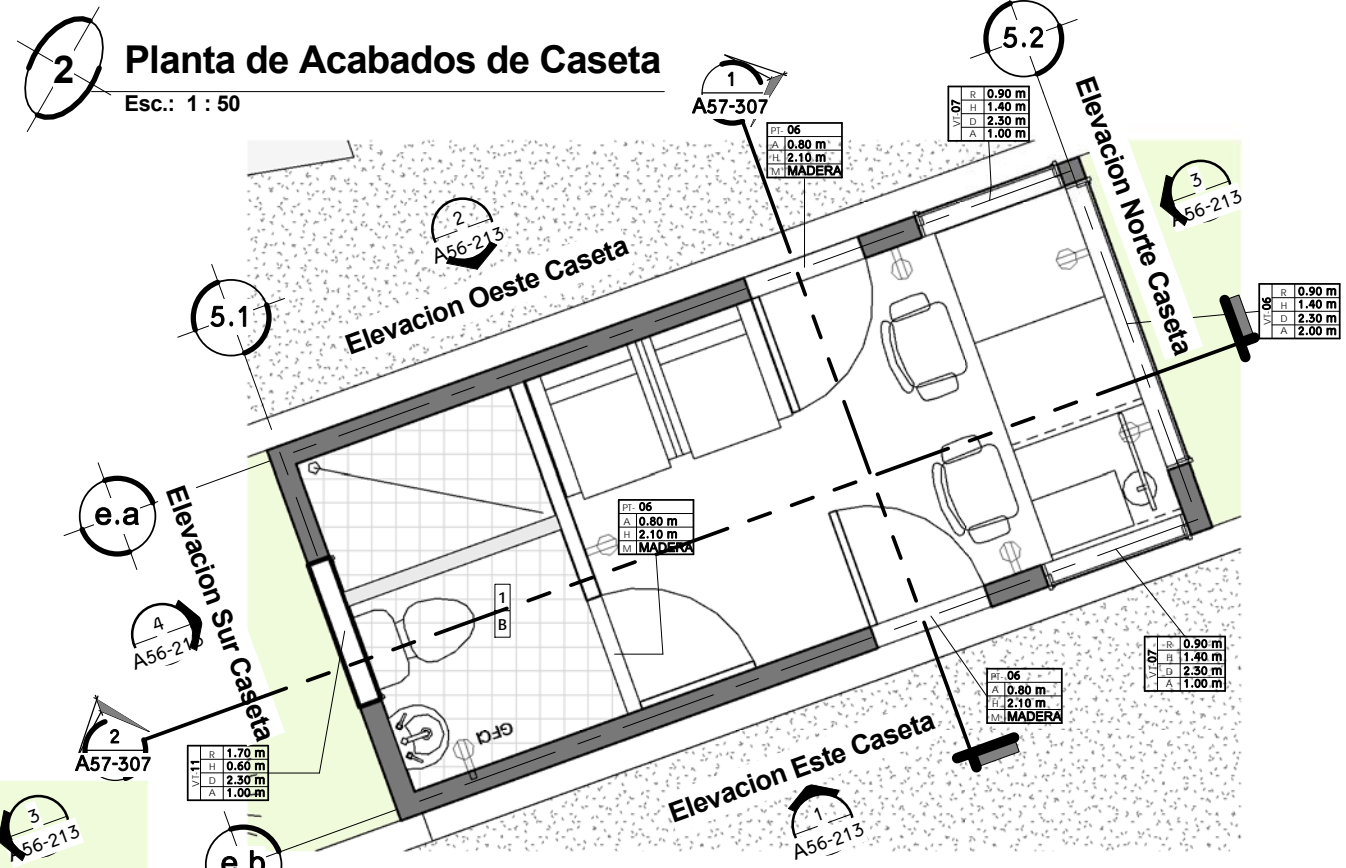 2
Planta de Acabados de Caseta
Esc.: 1 : 50
1
A57-307
5.2
VT-07
R 0.90 m
H 1.40 m
D 2.30 m
A 1.00 m
PT- 06
A 0.80 m
H 2.10 m
M MADERA
Elevacion Norte Caseta
3
A56-213
2
A56-213
Elevacion Oeste Caseta
5.1
VT-06
R 0.90 m
H 1.40 m
D 2.30 m
A 2.00 m
e.a
Elevacion Sur Caseta
PT- 06
A 0.80 m
H 2.10 m
M MADERA
1
B
4
A56-213
GFCI
VT-07
R 0.90 m
H 1.40 m
D 2.30 m
A 1.00 m
PT- 06
A 0.80 m
H 2.10 m
M MADERA
2
A57-307
VT-11
R 1.70 m
H 0.60 m
D 2.30 m
A 1.00 m
Elevacion Este Caseta
1
A56-213
3
A56-213
e.b